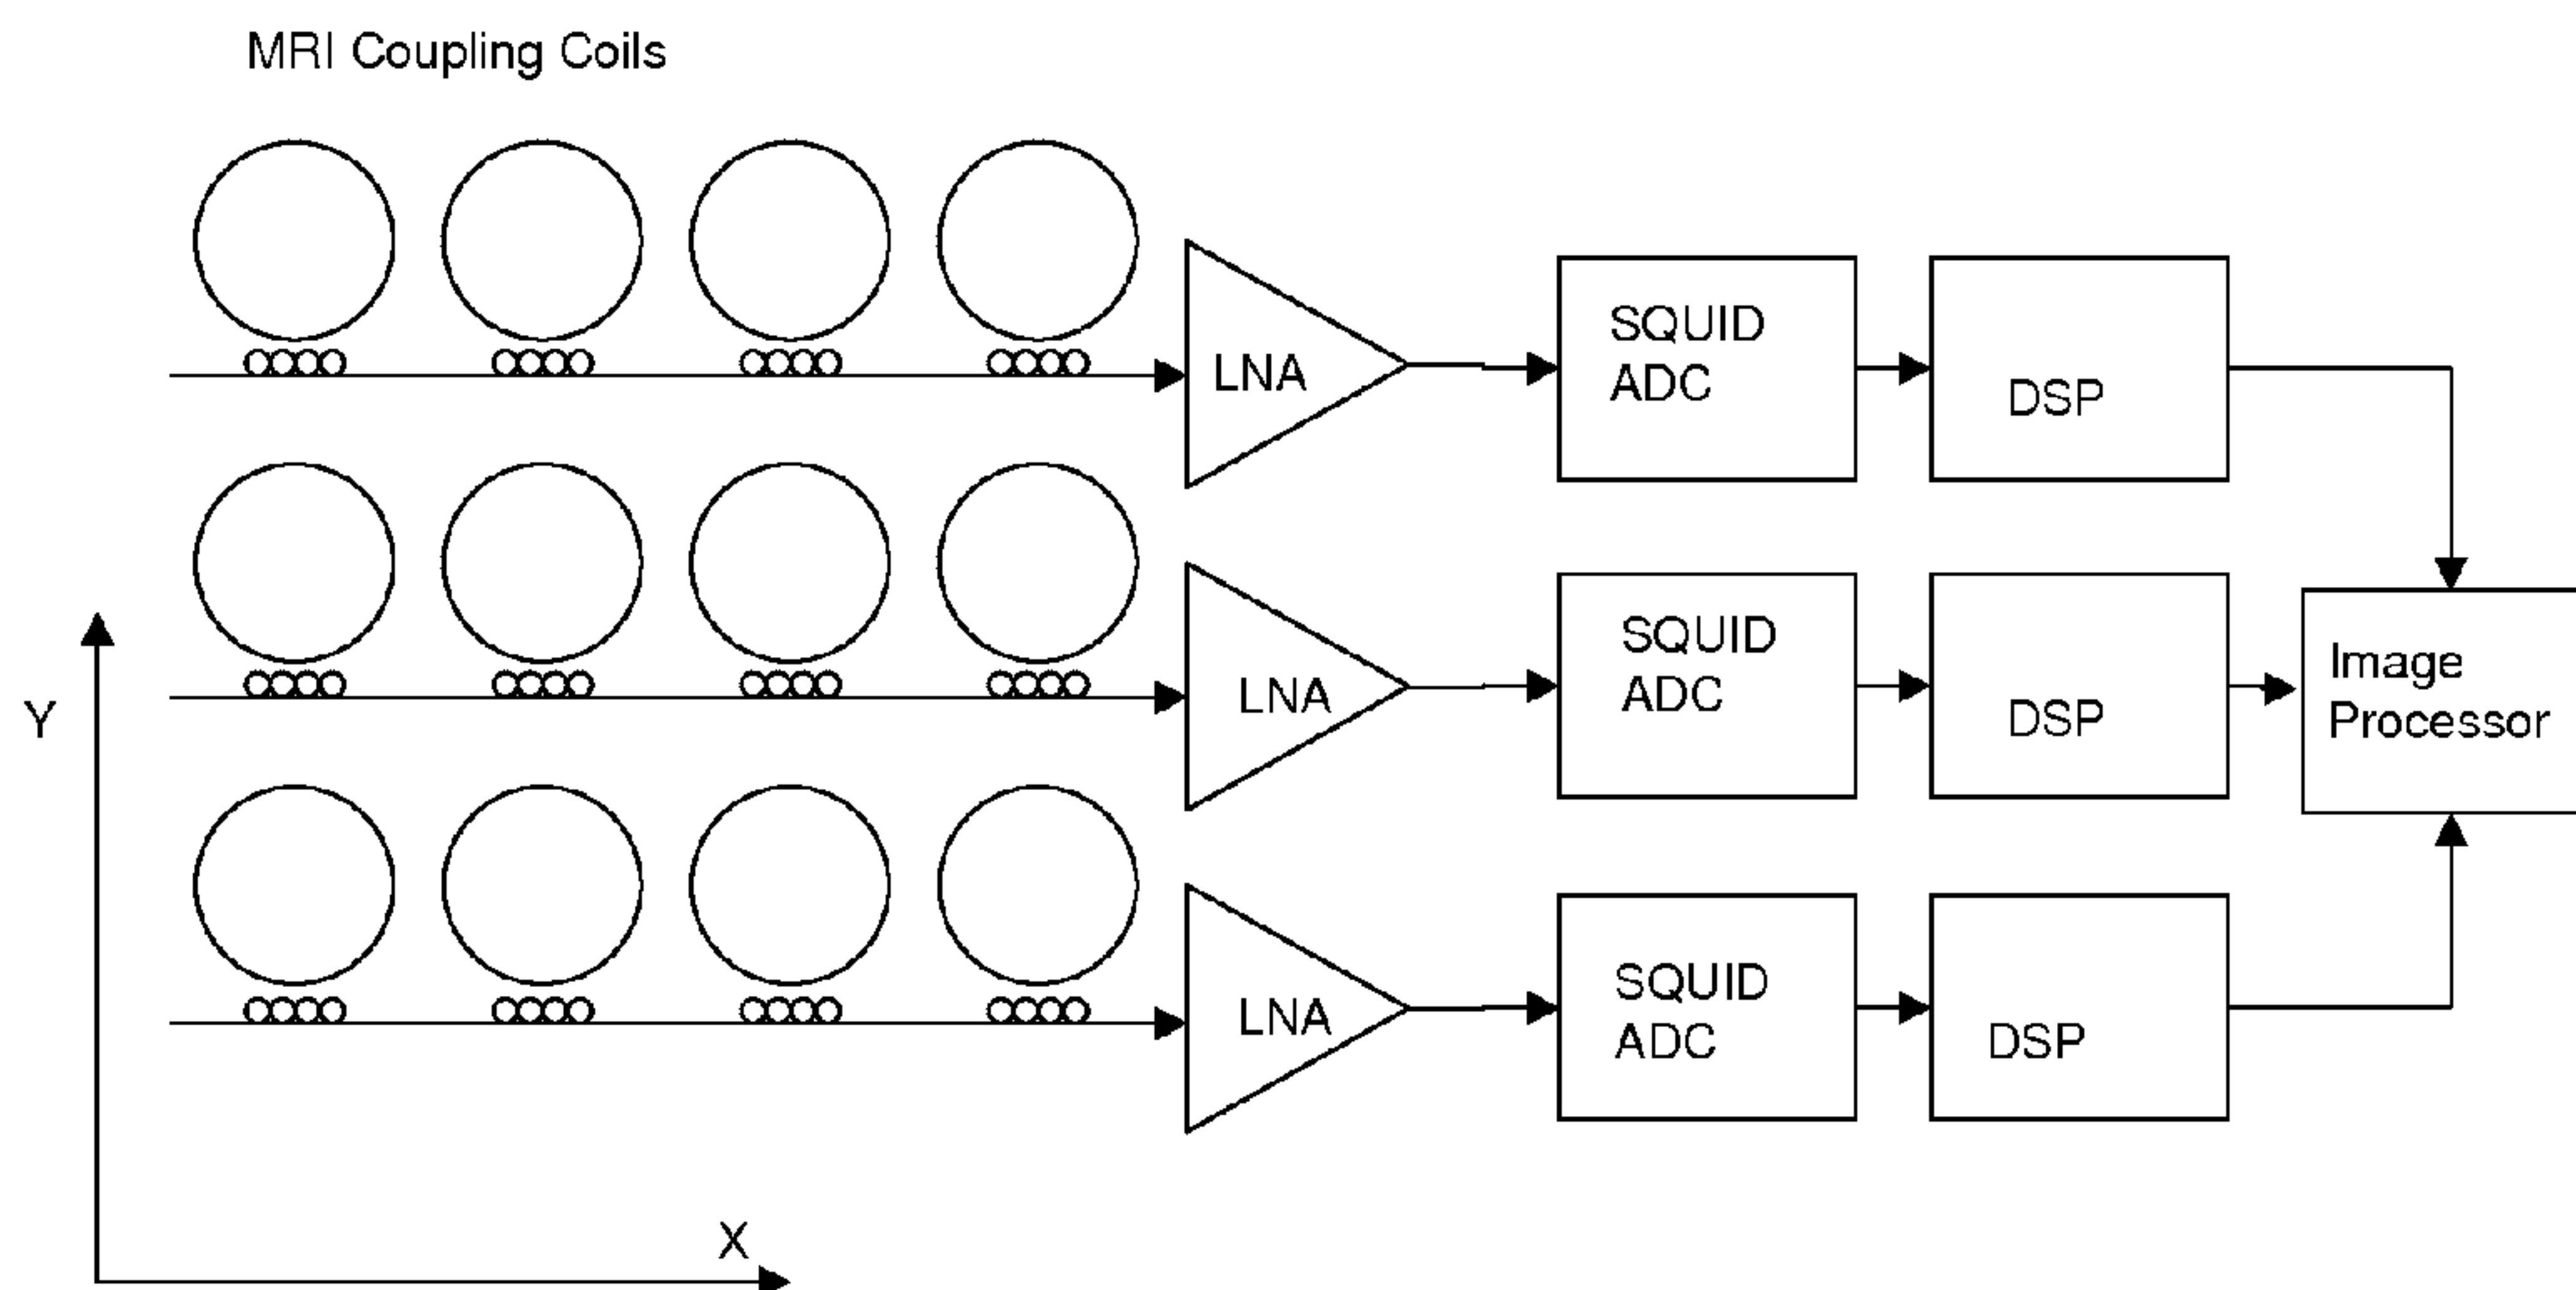 MRI Coupling Coils
LNA
SQUID
ADC
DSP
LNA
SQUID
ADC
DSP
Image
Processor
Y
LNA
SQUID
ADC
DSP
X